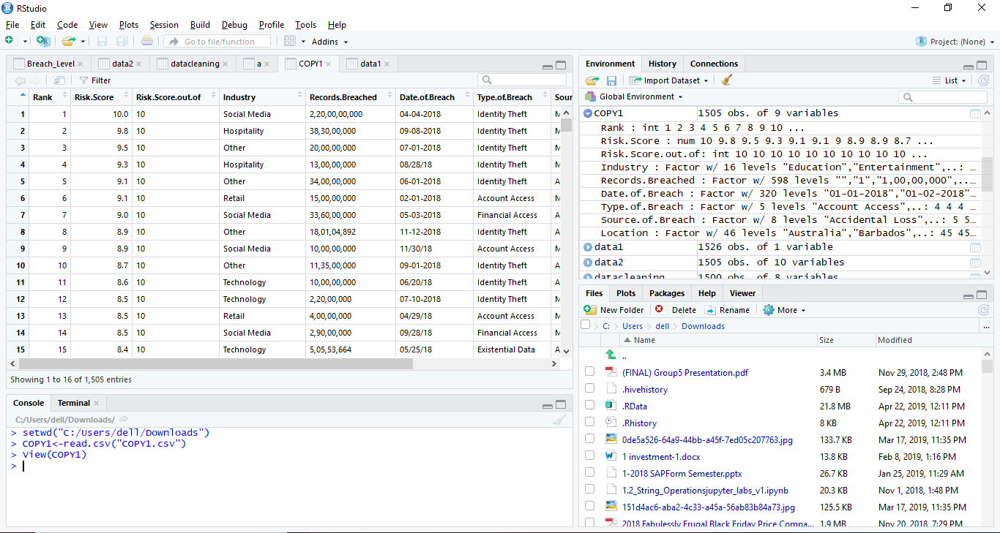 RStudio
File Edit Code View Plots Session Build Debug Profile Tools Help
Go to file/function Addins Project: (None)
Breach_Level data2 datacleaning a COPY1 data1
Filter
Rank Risk.Score Risk.Score.out.of Industry Records.Breached Date.of.Breach Type.of.Breach Sour
1 1 10.0 10 Social Media 2,20,00,00,000 04-04-2018 Identity Theft M
2 2 9.8 10 Hospitality 38,30,00,000 09-08-2018 Identity Theft M
3 3 9.5 10 Other 20,00,00,000 07-01-2018 Identity Theft M
4 4 9.3 10 Hospitality 13,00,00,000 08/28/18 Identity Theft M
5 5 9.1 10 Other 34,00,00,000 06-01-2018 Identity Theft A
6 6 9.1 10 Retail 15,00,00,000 02-01-2018 Account Access M
7 7 9.0 10 Social Media 33,60,00,000 05-03-2018 Financial Access A
8 8 8.9 10 Other 18,01,04,892 11-12-2018 Identity Theft M
9 9 8.9 10 Social Media 10,00,00,000 11/30/18 Account Access M
10 10 8.7 10 Other 11,35,00,000 09-01-2018 Identity Theft A
11 11 8.6 10 Technology 10,00,00,000 06/20/18 Identity Theft A
12 12 8.5 10 Technology 2,20,00,000 07-10-2018 Identity Theft M
13 13 8.5 10 Retail 4,00,00,000 04/29/18 Account Access M
14 14 8.5 10 Social Media 2,90,00,000 09/28/18 Financial Access M
15 15 8.4 10 Technology 5,05,53,664 05/25/18 Existential Data A
Showing 1 to 16 of 1,505 entries
Console Terminal
C:/Users/dell/Downloads/
> setwd("C:/Users/dell/Downloads")
> COPY1<-read.csv("COPY1.csv")
> View(COPY1)
>
Environment History Connections
Import Dataset List
Global Environment
COPY1 1505 obs. of 9 variables
Rank : int 1 2 3 4 5 6 7 8 9 10 ...
Risk.Score : num 10 9.8 9.5 9.3 9.1 9.1 9 8.9 8.9 8.7 ...
Risk.Score.out.of: int 10 10 10 10 10 10 10 10 10 10 ...
Industry : Factor w/ 16 levels "Education","Entertainment",..: …
Records.Breached : Factor w/ 598 levels "","1","1,00,00,000",..…
Date.of.Breach : Factor w/ 320 levels "01-01-2018","01-02-2018"…
Type.of.Breach : Factor w/ 5 levels "Account Access",..: 4 4 4 …
Source.of.Breach : Factor w/ 8 levels "Accidental Loss",..: 5 5…
Location : Factor w/ 46 levels "Australia","Barbados",..: 45 45…
data1 1526 obs. of 1 variable
data2 1505 obs. of 10 variables
datacleaning 1500 obs. of 8 variables
Files Plots Packages Help Viewer
New Folder Delete Rename More
C: Users dell Downloads ...
Name Size Modified
..
(FINAL) Group5 Presentation.pdf 3.4 MB Nov 29, 2018, 2:48 PM
.hivehistory 679 B Sep 24, 2018, 8:28 PM
.RData 21.8 MB Apr 22, 2019, 12:11 PM
.Rhistory 8 KB Apr 22, 2019, 12:11 PM
0de5a526-64a9-44bb-a45f-7ed05c207763.jpg 133.7 KB Mar 17, 2019, 11:35 PM
1 investment-1.docx 13.8 KB Feb 8, 2019, 1:16 PM
1-2018 SAPForm Semester.pptx 26.7 KB Jan 25, 2019, 11:29 AM
1.2_String_Operationsjupyter_labs_v1.ipynb 20.3 KB Nov 1, 2018, 1:48 PM
151d4ac6-aba2-4c33-a45a-56ab83b84a73.jpg 125.5 KB Mar 17, 2019, 11:35 PM
2018 Fabulessly Frugal Black Friday Price Compa... 1.9 MB Nov 20, 2018, 7:29 PM